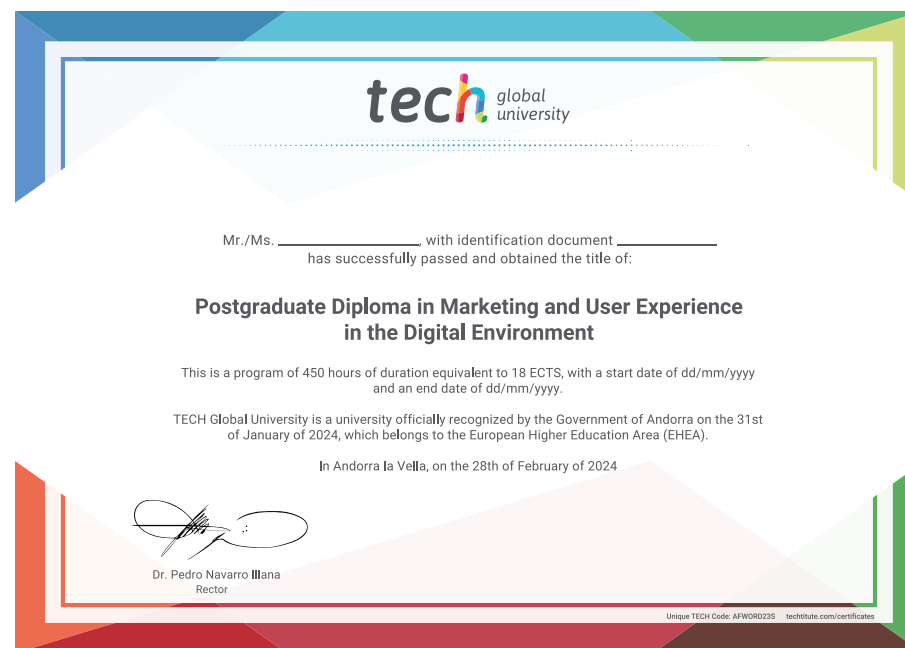 tech global
university
Mr./Ms. ____________________, with identification document ______________
has successfully passed and obtained the title of:
Postgraduate Diploma in Marketing and User Experience
in the Digital Environment
This is a program of 450 hours of duration equivalent to 18 ECTS, with a start date of dd/mm/yyyy
and an end date of dd/mm/yyyy.
TECH Global University is a university officially recognized by the Government of Andorra on the 31st
of January of 2024, which belongs to the European Higher Education Area (EHEA).
In Andorra la Vella, on the 28th of February of 2024
Dr. Pedro Navarro Illana
Rector
Unique TECH Code: AFWORD23S techtitute.com/certificates